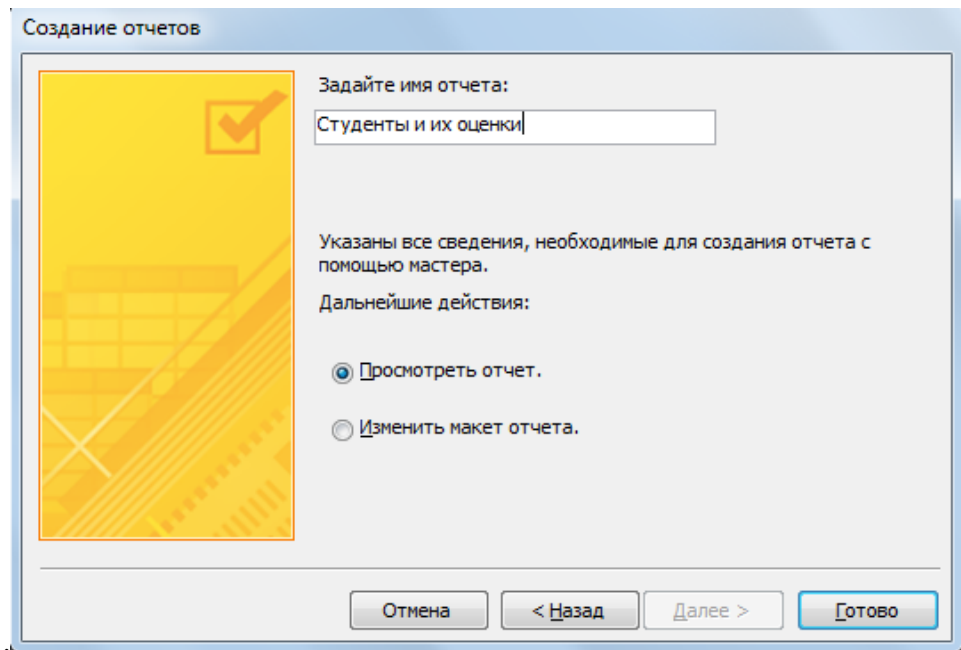 Создание отчетов
Задайте имя отчета:
Студенты и их оценки
Указаны все сведения, необходимые для создания отчета с
помощью мастера.
Дальнейшие действия:
Просмотреть отчет.
Изменить макет отчета.
Отмена
< Назад
Далее >
Готово